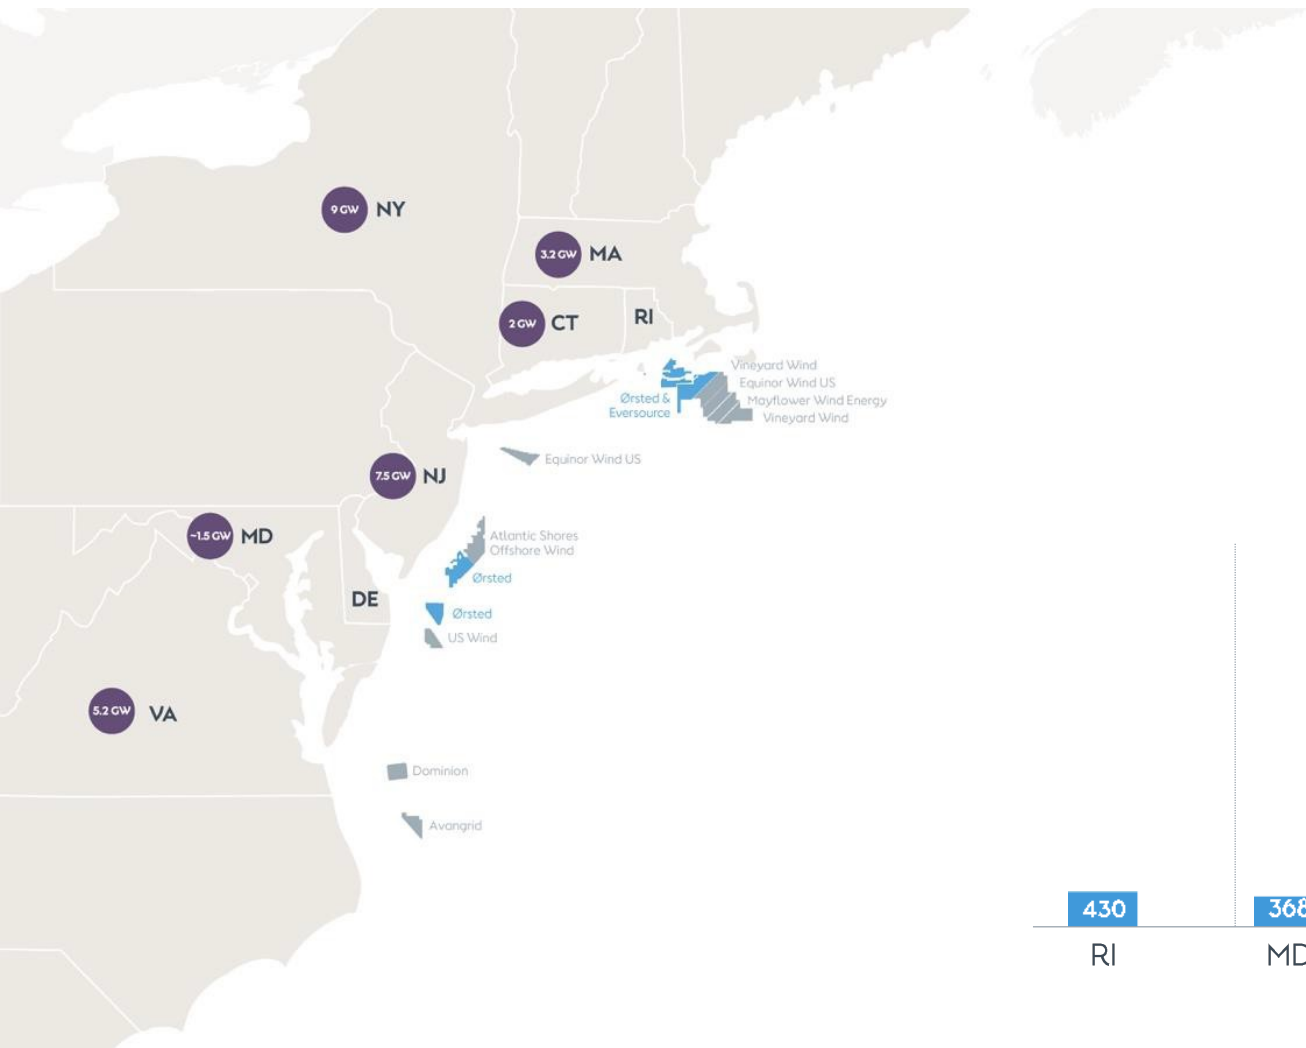 9 GW NY
3.2 GW MA
2 GW CT
RI
Vineyard Wind
Equinor Wind US
Mayflower Wind Energy
Vineyard Wind
Ørsted &
Eversource
Equinor Wind US
7.5 GW NJ
~1.5 GW MD
Atlantic Shores
Offshore Wind
Ørsted
DE
Ørsted
US Wind
5.2 GW VA
Dominion
Avangrid
430
368
RI
MD